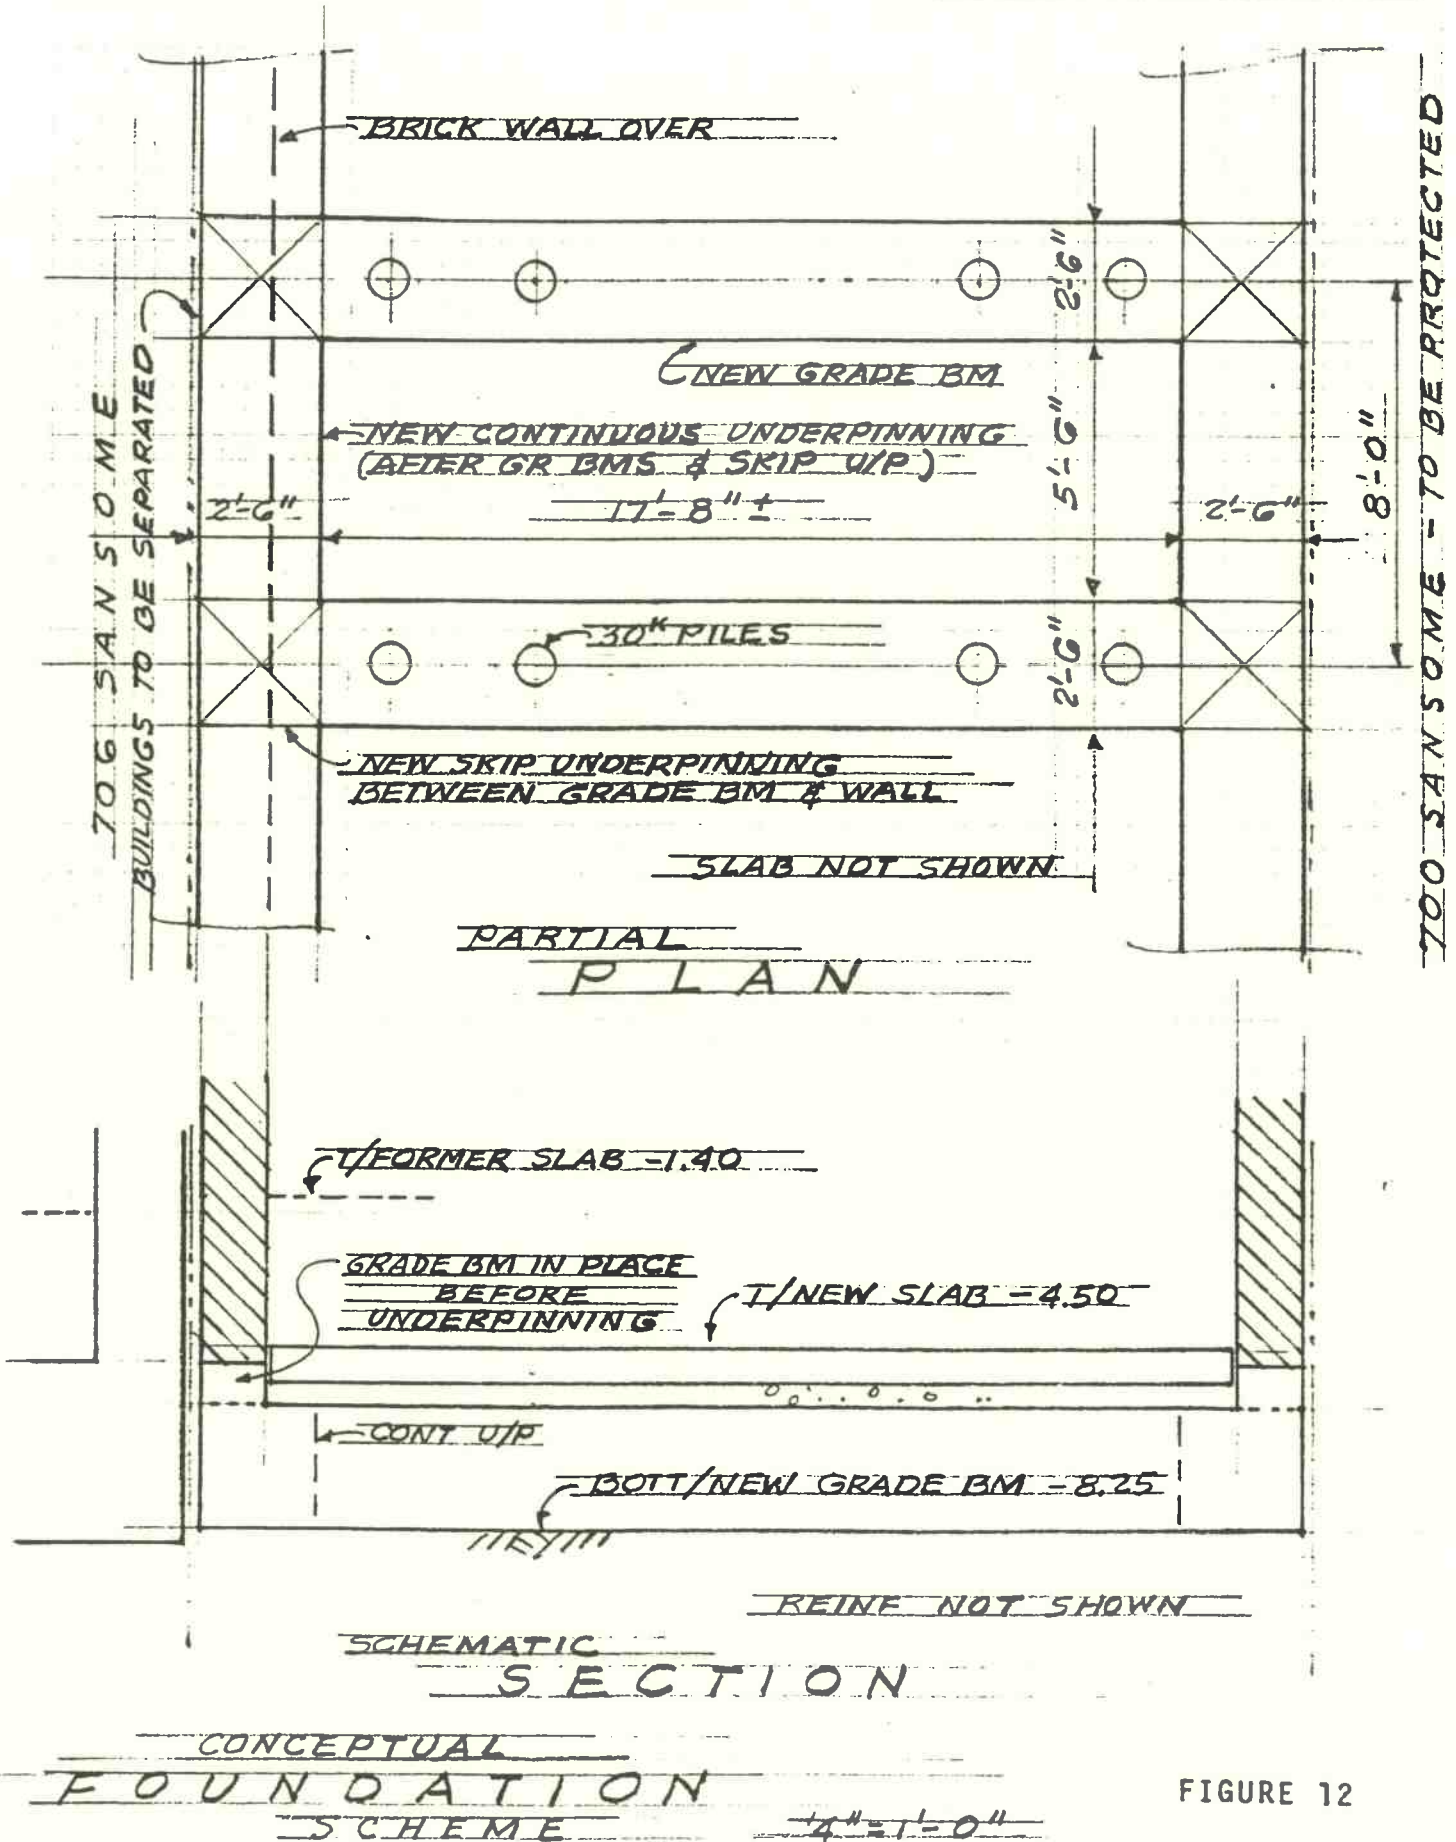 BRICK WALL OVER
2'-6"
NEW GRADE BM
NEW CONTINUOUS UNDERPINNING
(AFTER GR BMS & SKIP U/P)
2'-6"
17'-8" ±
5'-6"
2'-6"
8'-0"
706 SANSOME
BUILDINGS TO BE SEPARATED
700 SANSOME - TO BE PROTECTED
30K PILES
2'-6"
NEW SKIP UNDERPINNING
BETWEEN GRADE BM & WALL
SLAB NOT SHOWN
PARTIAL
PLAN
T/FORMER SLAB -1.40
GRADE BM IN PLACE
BEFORE
UNDERPINNING
T/NEW SLAB -4.50
CONT U/P
BOTT/NEW GRADE BM -8.25
REINF NOT SHOWN
SCHEMATIC
SECTION
CONCEPTUAL
FOUNDATION
SCHEME
1/4"=1'-0"
FIGURE 12